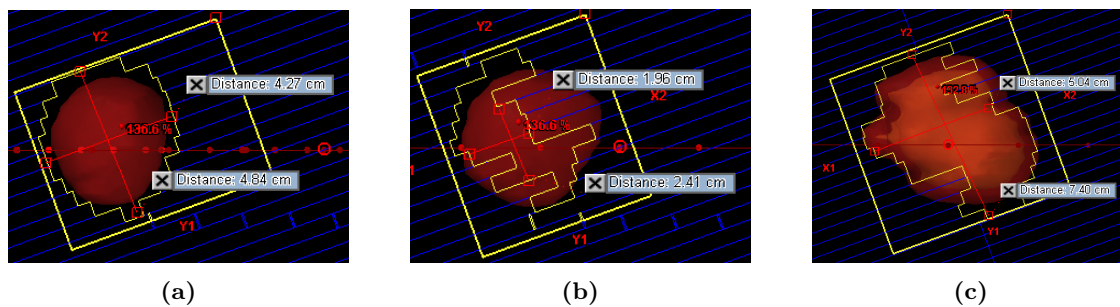 Y2
Distance: 4.27 cm
136.6 %
Distance: 4.84 cm
Y1
(a)
Y2
Distance: 1.96 cm
X2
136.6 %
Distance: 2.41 cm
Y1
(b)
Y2
Distance: 5.04 cm
X2
X1
Distance: 7.40 cm
Y1
(c)